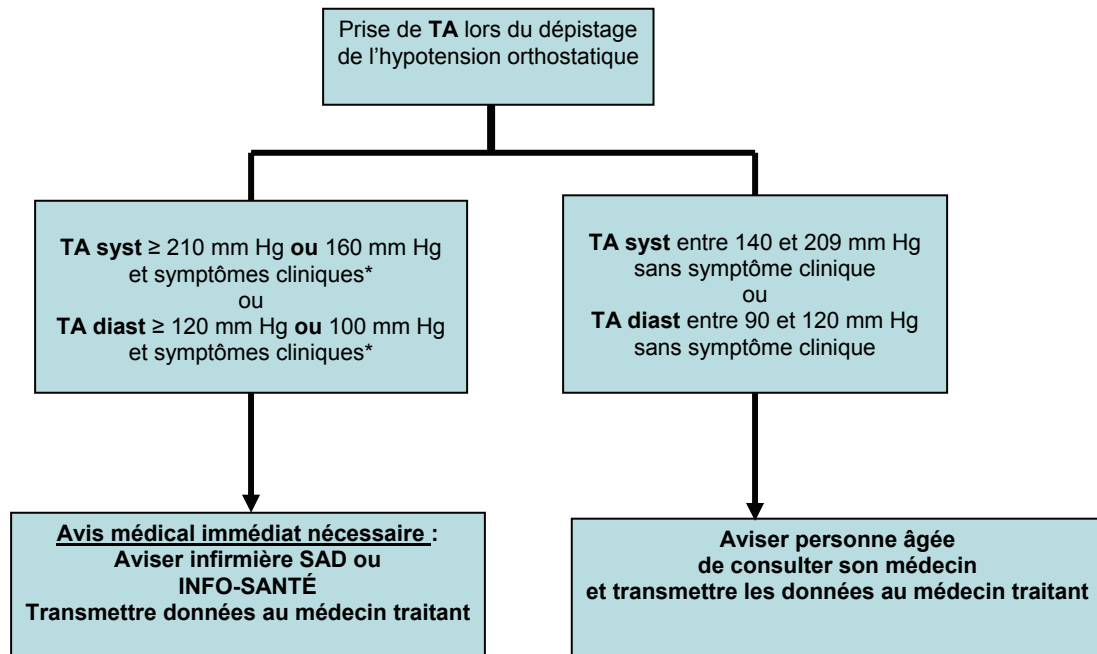 Prise de TA lors du dépistage
de l’hypotension orthostatique
TA syst ≥ 210 mm Hg ou 160 mm Hg
et symptômes cliniques*
ou
TA diast ≥ 120 mm Hg ou 100 mm Hg
et symptômes cliniques*
TA syst entre 140 et 209 mm Hg
sans symptôme clinique
ou
TA diast entre 90 et 120 mm Hg
sans symptôme clinique
Avis médical immédiat nécessaire :
Aviser infirmière SAD ou
INFO-SANTÉ
Transmettre données au médecin traitant
Aviser personne âgée
de consulter son médecin
et transmettre les données au médecin traitant